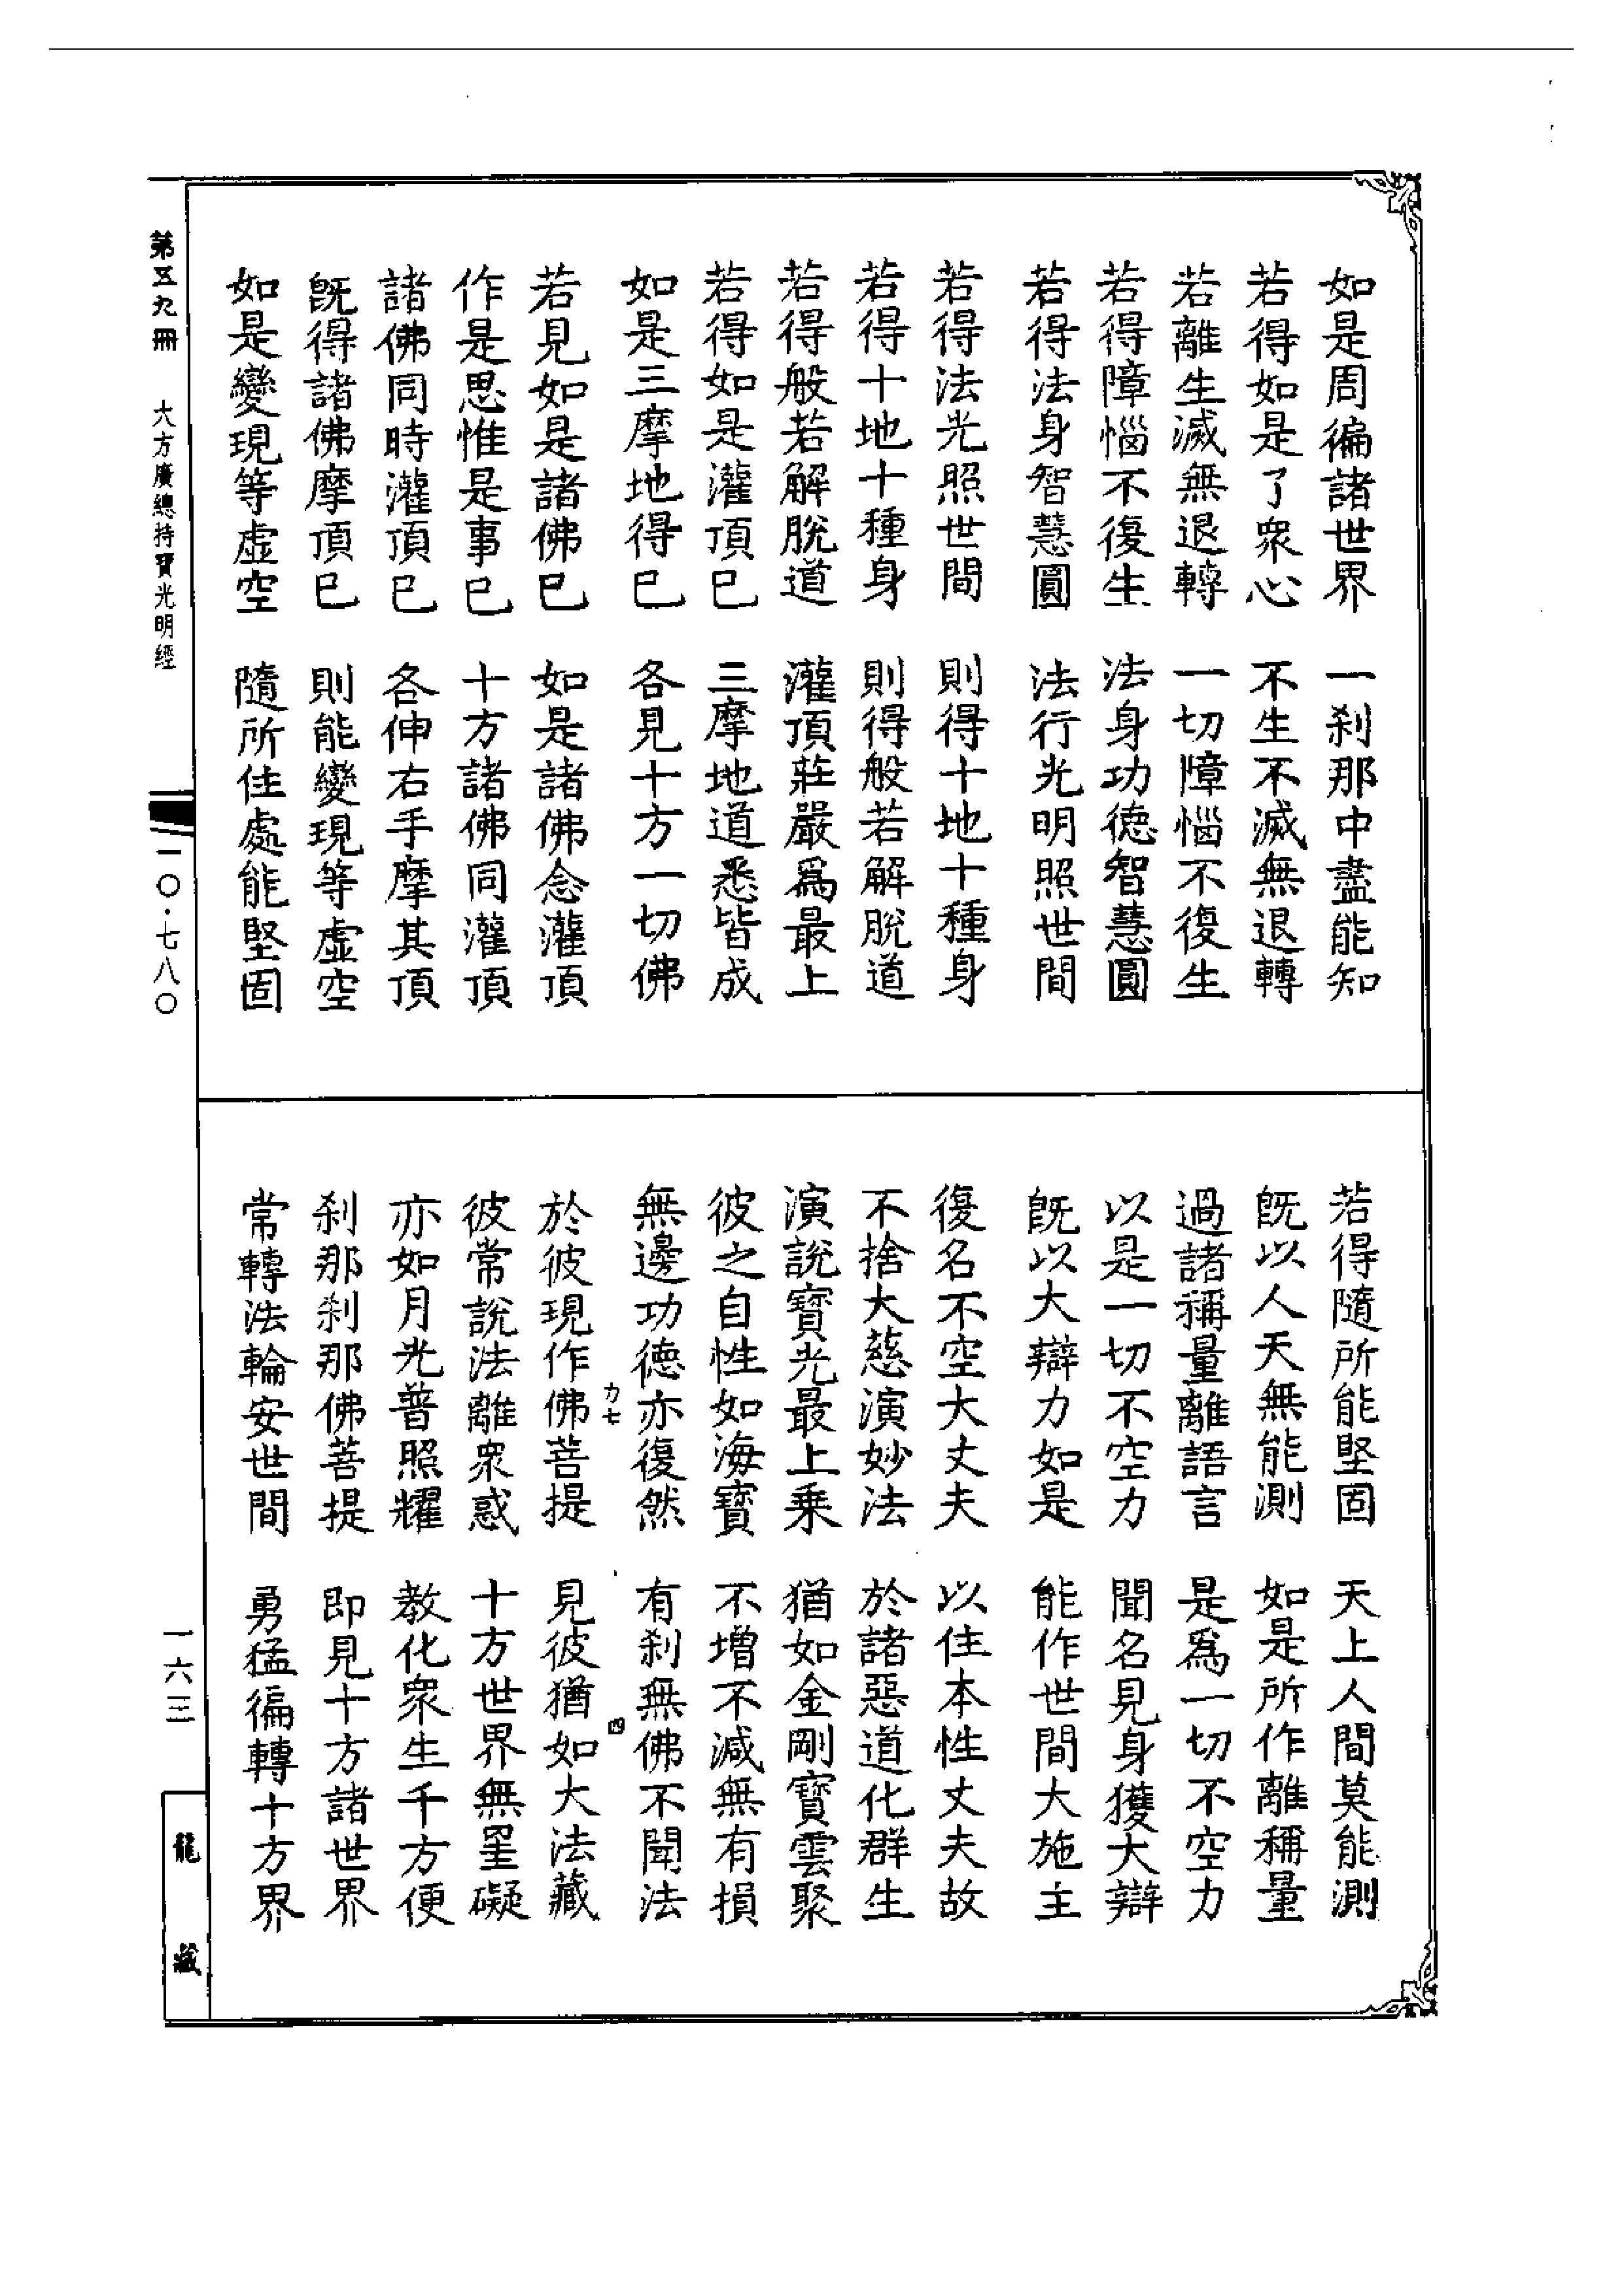 如是周徧諸世界　一刹那中盡能知
若得如是了衆心　不生不滅無退轉
若離生滅無退轉　一切障惱不復生
若得障惱不復生　法身功德智慧圓
若得法身智慧圓　法行光明照世間
若得法光照世間　則得十地十種身
若得十地十種身　則得般若解脫道
若得般若解脫道　灌頂莊嚴爲最上
若得如是灌頂巳　三摩地道悉皆成
如是三摩地得巳　各見十方一切佛
若見如是諸佛巳　如是諸佛念灌頂
作是思惟是事巳　十方諸佛同灌頂
諸佛同時灌頂巳　各伸右手摩其頂
旣得諸佛摩頂巳　則能變現等虛空
如是變現等虛空　隨所住處能堅固
若得隨所能堅固　天上人間莫能測
旣以人天無能測　如是所作離稱量
過諸稱量離語言　是爲一切不空力
以是一切不空力　聞名見身獲大辯
旣以大辯力如是　能作世間大施主
復名不空大丈夫　以住本性丈夫故
不捨大慈演妙法　於諸惡道化群生
演說寶光最上乘　猶如金剛寶雲聚
彼之自性如海寶　不增不減無有損
無邊功德亦復然　有刹無佛不聞法
力七　四
於彼現作佛菩提　見彼猶如大法藏
彼常說法離衆惑　十方世界無罣礙
亦如月光普照耀　教化衆生千方便
刹那刹那佛菩提　即見十方諸世界
常轉法輪安世間　勇猛徧轉十方界
第五九冊　大方廣總持寶光明經　一〇·七八〇
一六三
龍藏